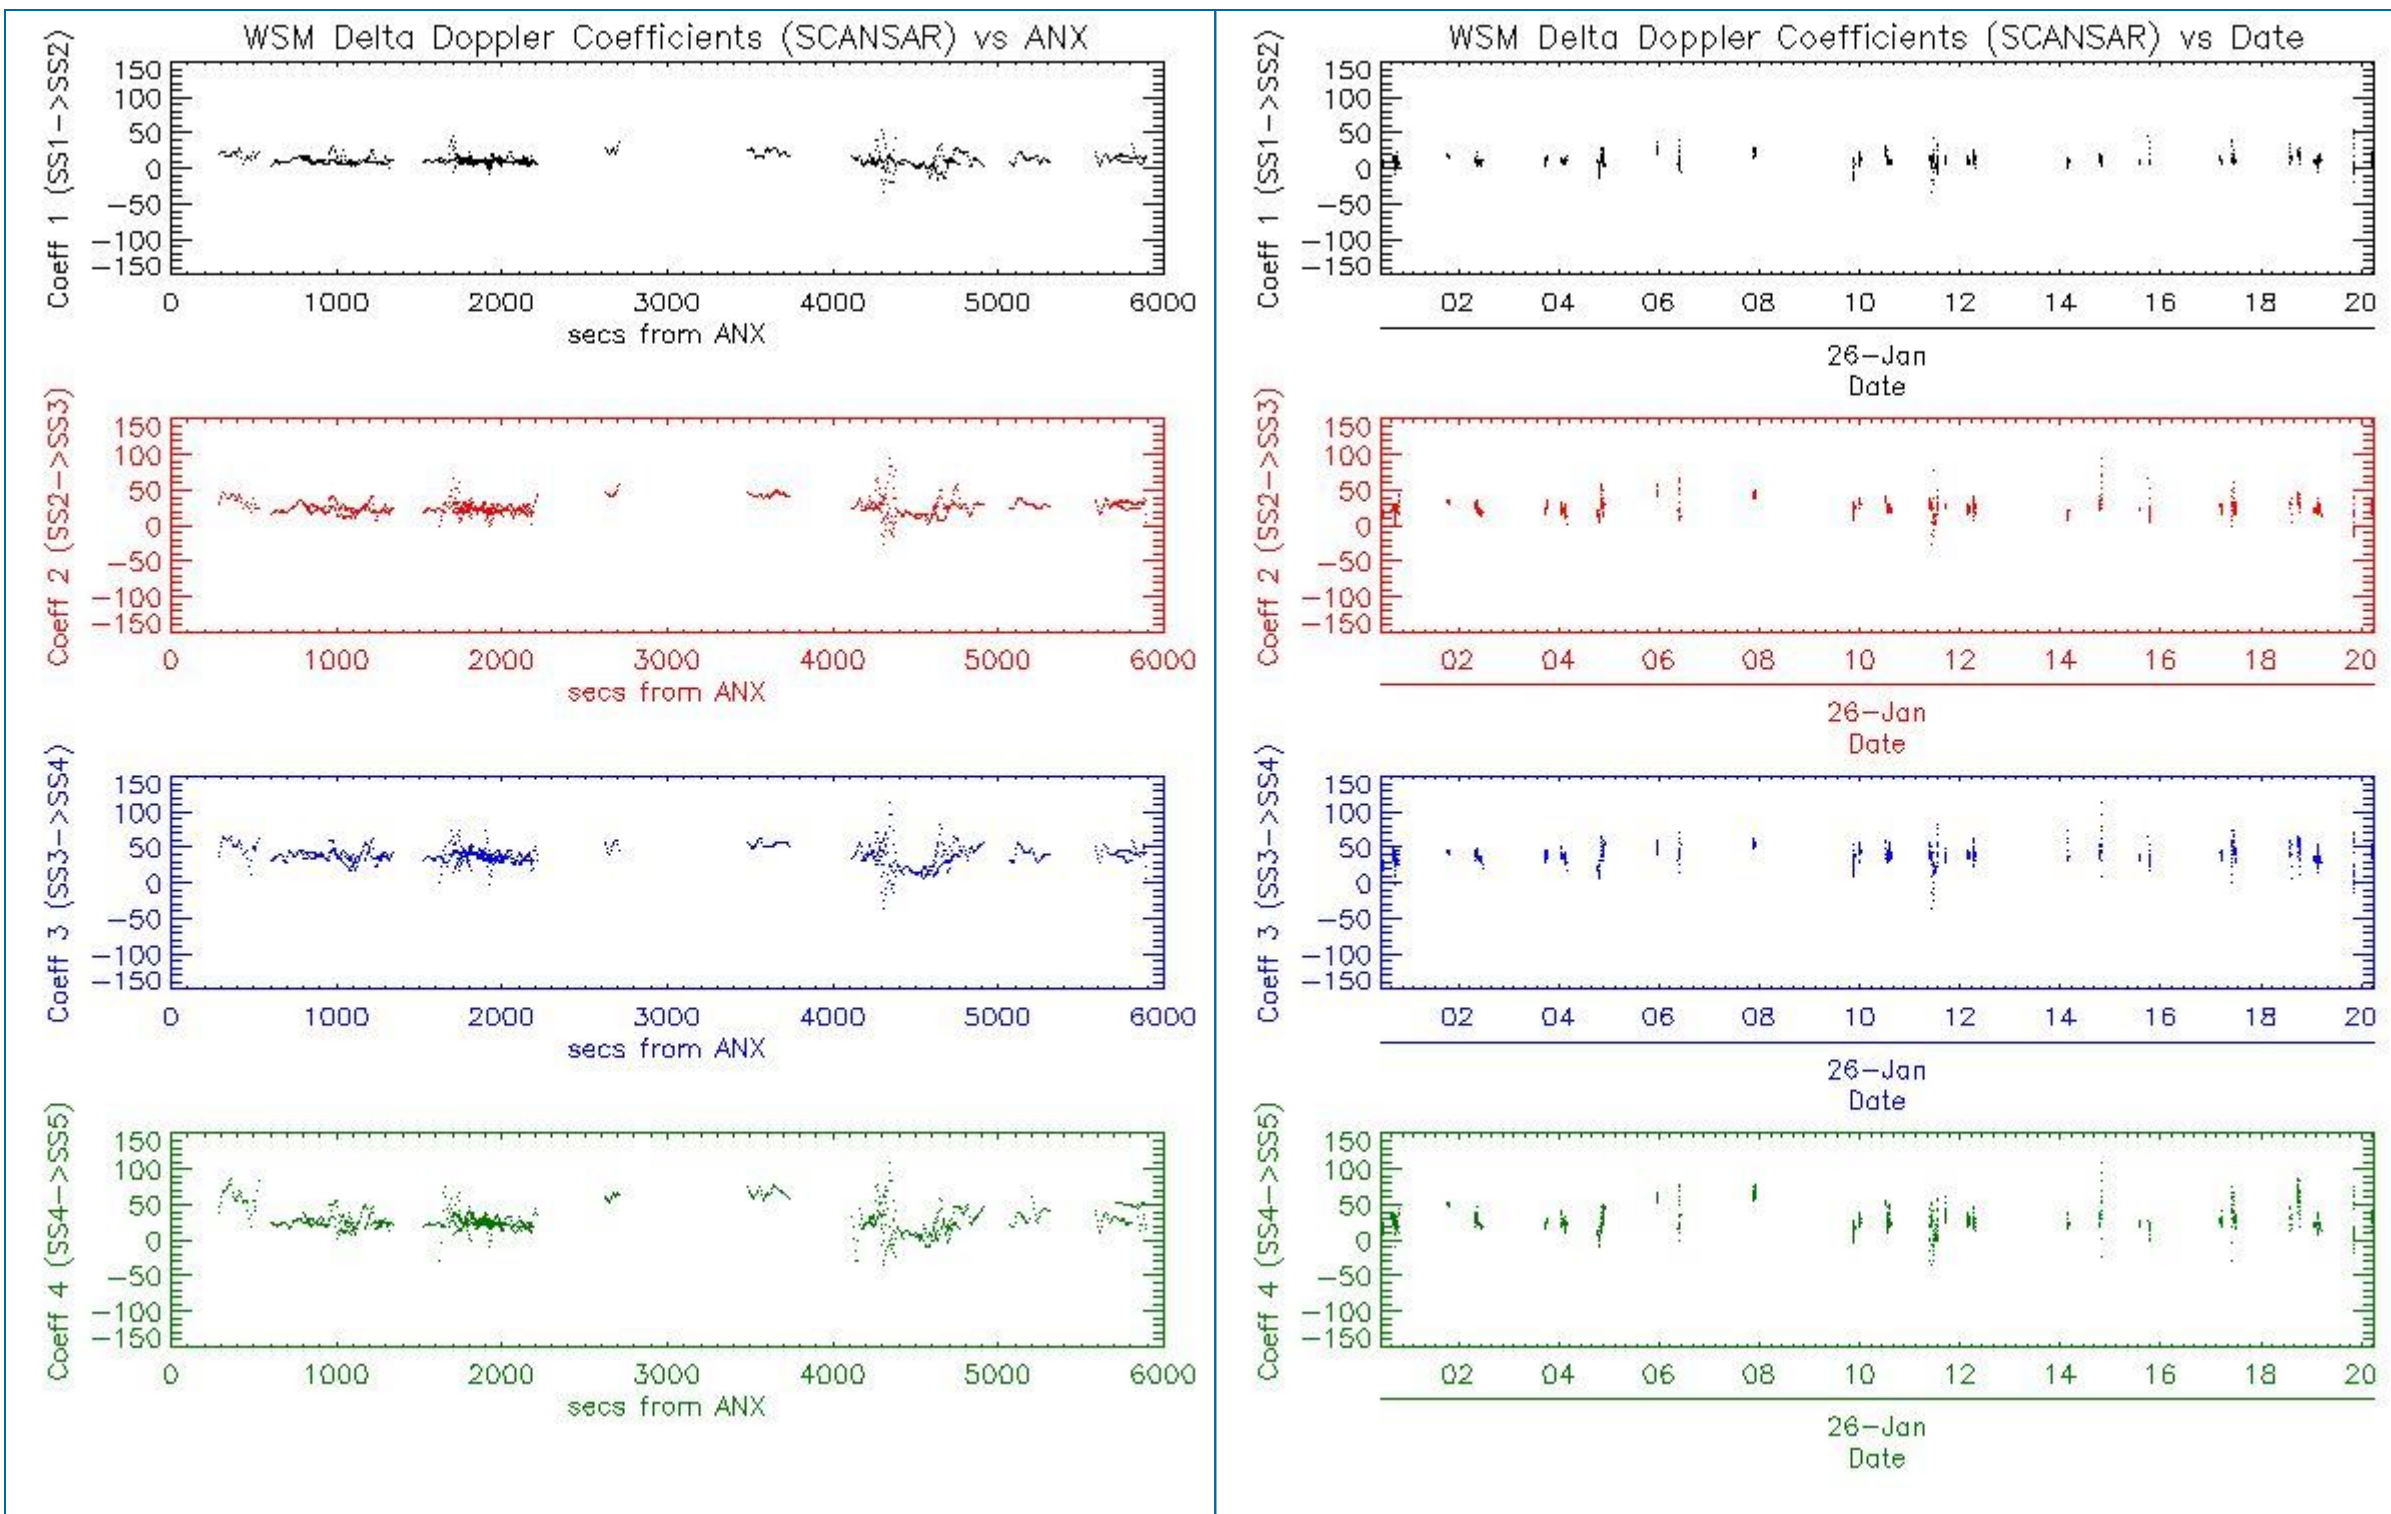 WSM Delta Doppler Coefficients (SCANSAR) vs ANX
Coeff 1 (SS1->SS2)
150
100
50
0
-50
-100
-150
0 1000 2000 3000 4000 5000 6000
secs from ANX
Coeff 2 (SS2->SS3)
150
100
50
0
-50
-100
-150
0 1000 2000 3000 4000 5000 6000
secs from ANX
Coeff 3 (SS3->SS4)
150
100
50
0
-50
-100
-150
0 1000 2000 3000 4000 5000 6000
secs from ANX
Coeff 4 (SS4->SS5)
150
100
50
0
-50
-100
-150
0 1000 2000 3000 4000 5000 6000
secs from ANX
WSM Delta Doppler Coefficients (SCANSAR) vs Date
Coeff 1 (SS1->SS2)
150
100
50
0
-50
-100
-150
02 04 06 08 10 12 14 16 18 20
26-Jan
Date
Coeff 2 (SS2->SS3)
150
100
50
0
-50
-100
-150
02 04 06 08 10 12 14 16 18 20
26-Jan
Date
Coeff 3 (SS3->SS4)
150
100
50
0
-50
-100
-150
02 04 06 08 10 12 14 16 18 20
26-Jan
Date
Coeff 4 (SS4->SS5)
150
100
50
0
-50
-100
-150
02 04 06 08 10 12 14 16 18 20
26-Jan
Date